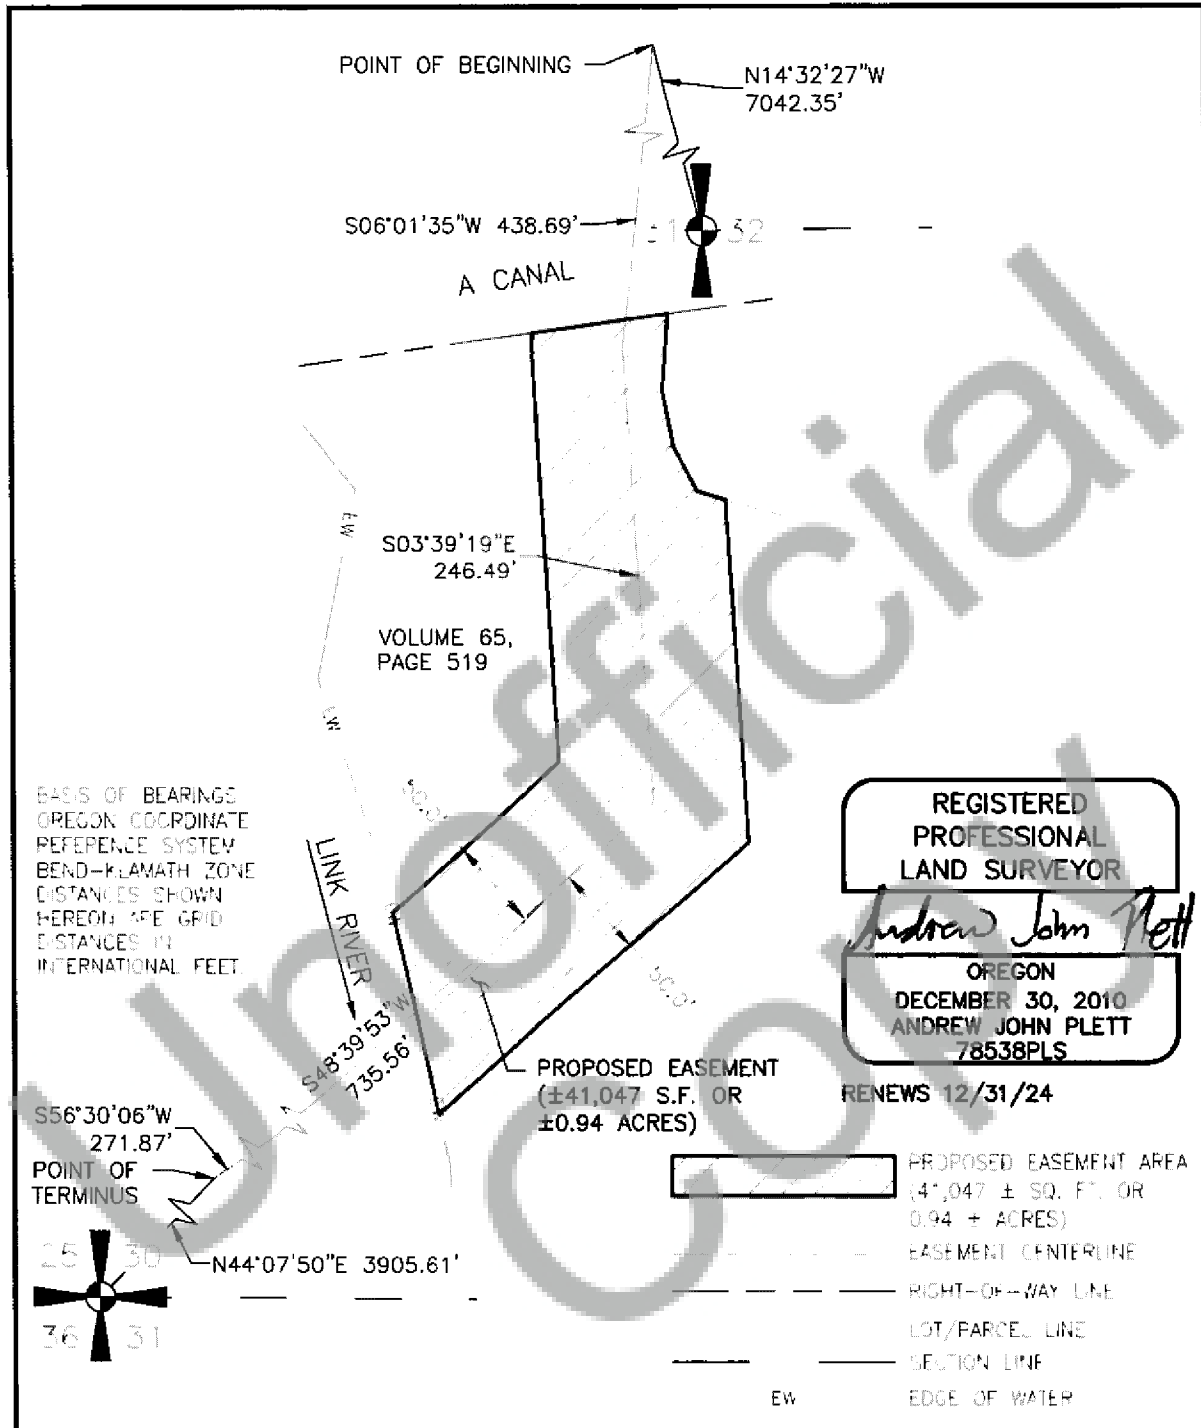 POINT OF BEGINNING
N14°32'27"W
7042.35'
S06°01'35"W 438.69'
31 32
A CANAL
S03°39'19"E
246.49'
EW
VOLUME 65,
PAGE 519
EW
BASIS OF BEARINGS
OREGON COORDINATE
REFERENCE SYSTEM
BEND-KLAMATH ZONE
DISTANCES SHOWN
HEREON ARE GRID
DISTANCES IN
INTERNATIONAL FEET.
50.0'
LINK RIVER
50.0'
REGISTERED
PROFESSIONAL
LAND SURVEYOR
Andrew John Plett
OREGON
DECEMBER 30, 2010
ANDREW JOHN PLETT
78538PLS
RENEWS 12/31/24
S48°39'53"W
735.56'
PROPOSED EASEMENT
(±41,047 S.F. OR
±0.94 ACRES)
S56°30'06"W
271.87'
POINT OF
TERMINUS
N44°07'50"E 3905.61'
25 30
36 31
PROPOSED EASEMENT AREA
(41,047 ± SQ. FT. OR
0.94 ± ACRES)
EASEMENT CENTERLINE
RIGHT-OF-WAY LINE
LOT/PARCEL LINE
SECTION LINE
EW EDGE OF WATER
Unofficial
Copy